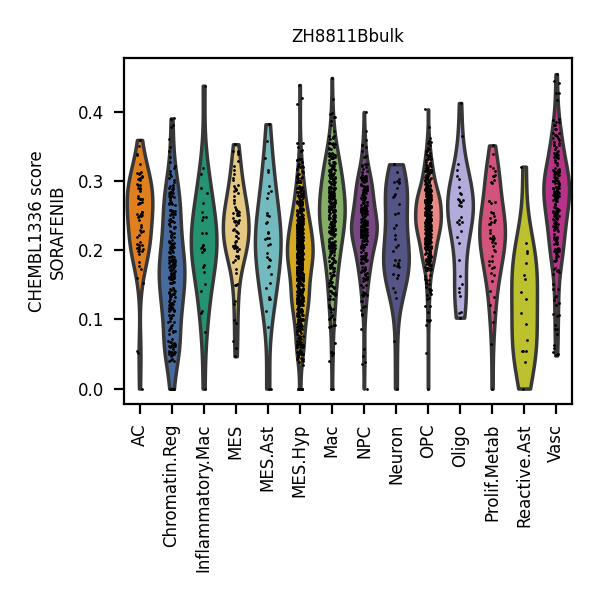 ZH8811Bbulk
CHEMBL1336 score
SORAFENIB
0.4
0.3
0.2
0.1
0.0
AC
Chromatin.Reg
Inflammatory.Mac
MES
MES.Ast
MES.Hyp
Mac
NPC
Neuron
OPC
Oligo
Prolif.Metab
Reactive.Ast
Vasc